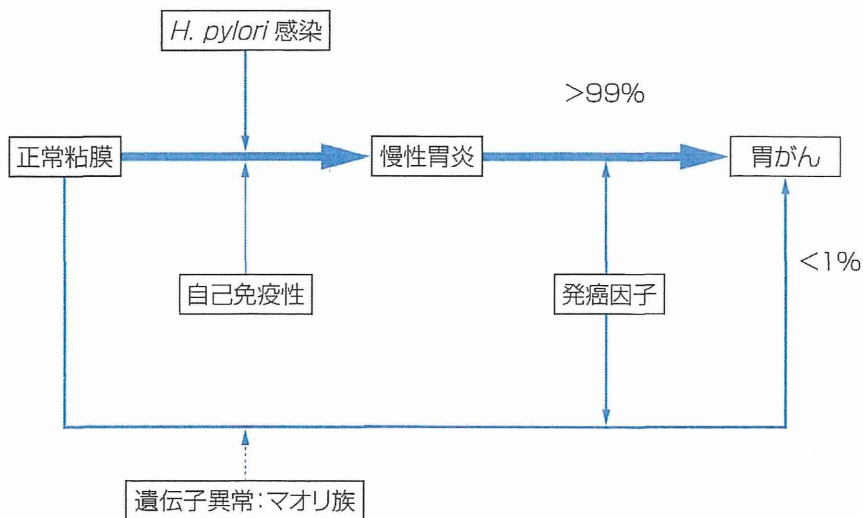 H. pylori 感染
>99%
正常粘膜
慢性胃炎
胃がん
<1%
自己免疫性
発癌因子
遺伝子異常:マオリ族